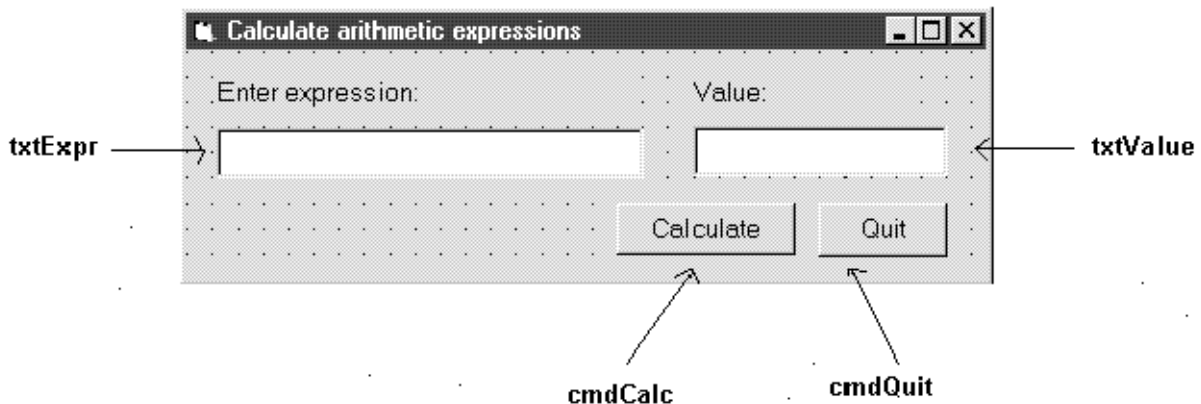 Calculate arithmetic expressions
Enter expression: Value:
txtExpr txtValue
Calculate Quit
cmdCalc cmdQuit